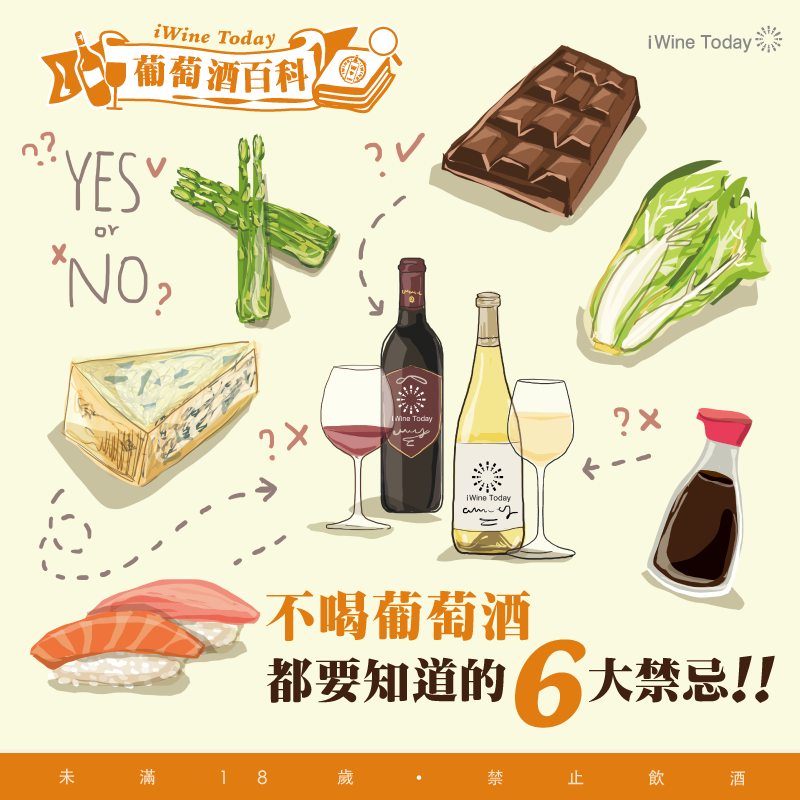 iWine Today
葡萄酒百科
iWine Today
??
YES
or
NO
?
?
?
?
iWine Today
iWine Today
不喝葡萄酒
都要知道的6大禁忌!!
未滿18歲・禁止飲酒